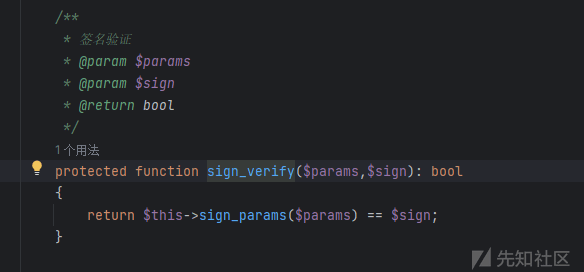 /**
 * 签名验证
 * @param $params
 * @param $sign
 * @return bool
 */
1个用法
protected function sign_verify($params,$sign): bool
{
    return $this->sign_params($params) == $sign;
}
先知社区